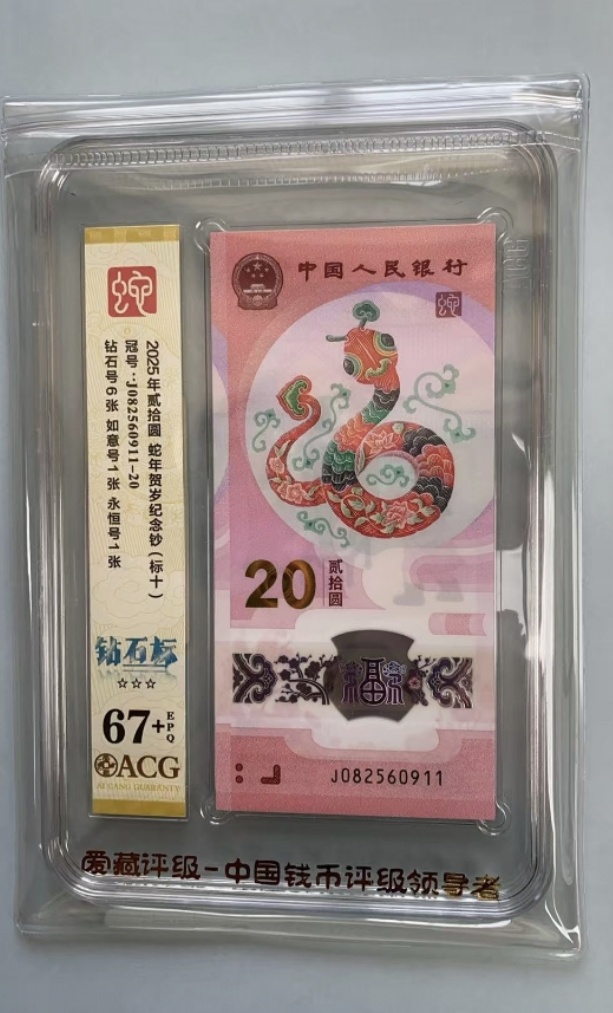 蛇
2025年贰拾圆 蛇年贺岁纪念钞(标十)
冠号:J082560911-20
钻石号6张 如意号1张 永恒号1张
钻石标
☆☆☆
67+EPQ
ACG
中国人民银行
蛇
20 贰拾圆
福
J082560911
爱藏评级-中国钱币评级领导者